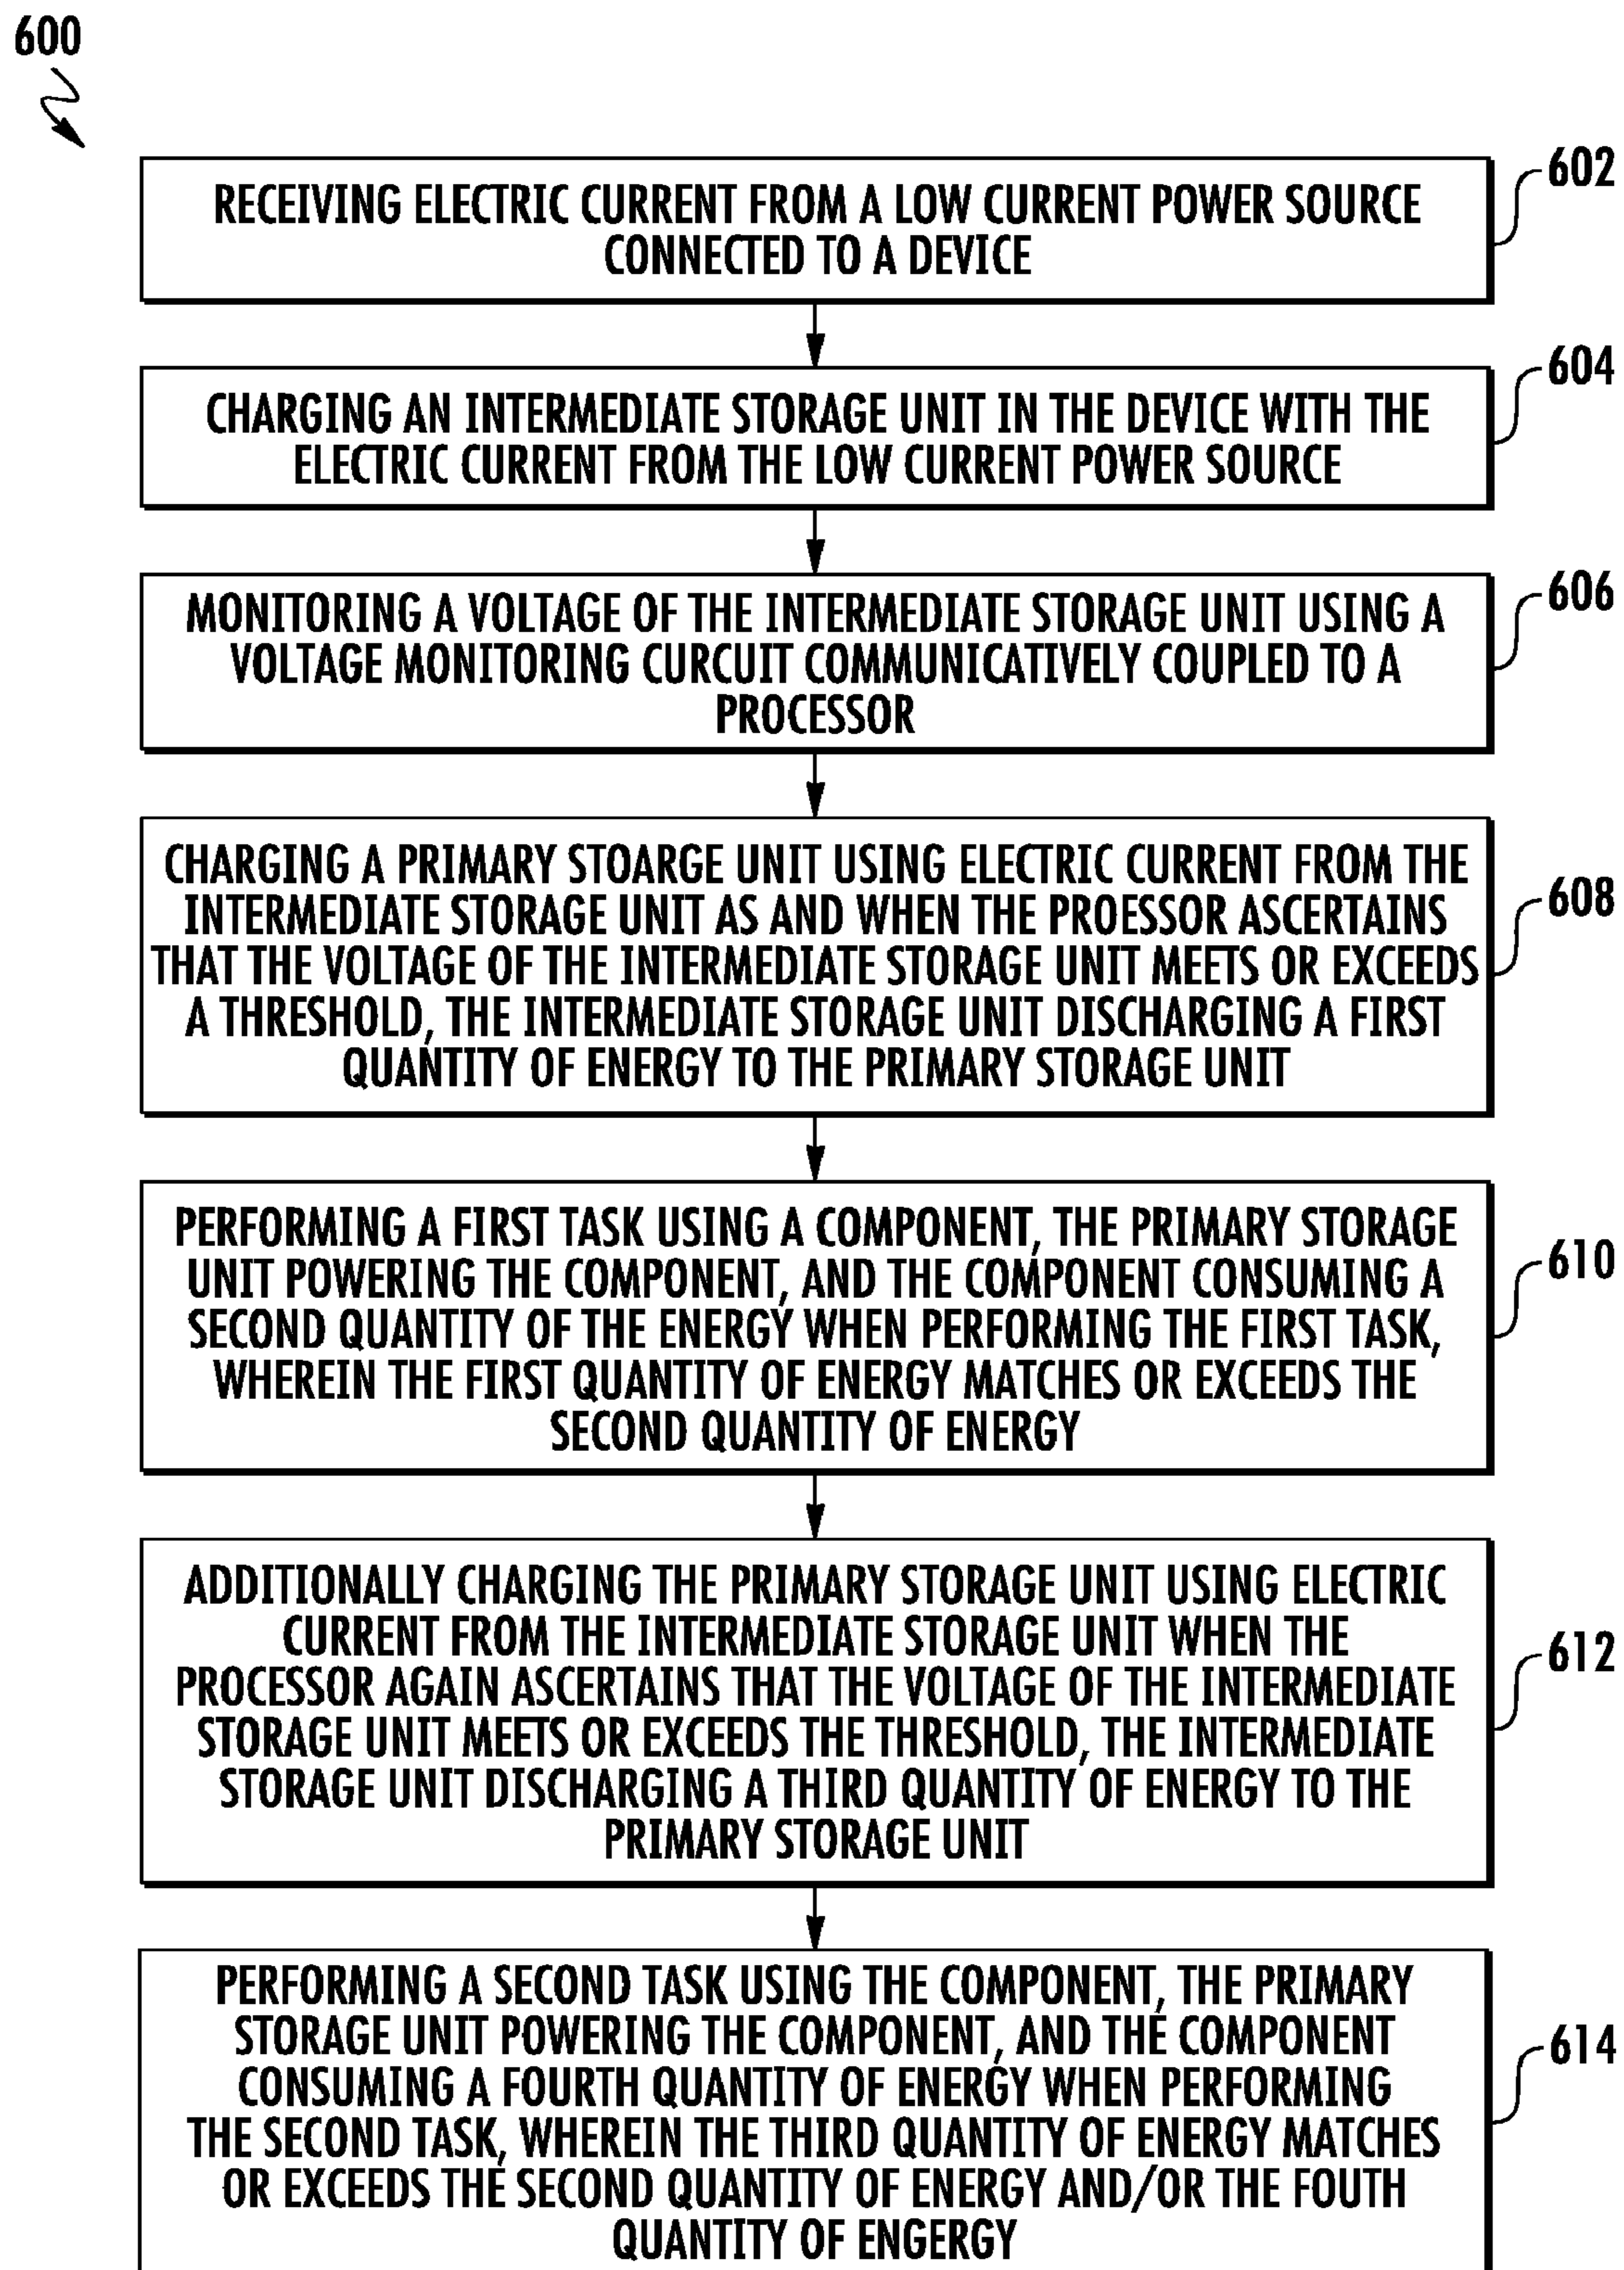 600
602
RECEIVING ELECTRIC CURRENT FROM A LOW CURRENT POWER SOURCE
CONNECTED TO A DEVICE
604
CHARGING AN INTERMEDIATE STORAGE UNIT IN THE DEVICE WITH THE
ELECTRIC CURRENT FROM THE LOW CURRENT POWER SOURCE
606
MONITORING A VOLTAGE OF THE INTERMEDIATE STORAGE UNIT USING A
VOLTAGE MONITORING CURCUIT COMMUNICATIVELY COUPLED TO A
PROCESSOR
608
CHARGING A PRIMARY STOARGE UNIT USING ELECTRIC CURRENT FROM THE
INTERMEDIATE STORAGE UNIT AS AND WHEN THE PROESSOR ASCERTAINS
THAT THE VOLTAGE OF THE INTERMEDIATE STORAGE UNIT MEETS OR EXCEEDS
A THRESHOLD, THE INTERMEDIATE STORAGE UNIT DISCHARGING A FIRST
QUANTITY OF ENERGY TO THE PRIMARY STORAGE UNIT
610
PERFORMING A FIRST TASK USING A COMPONENT, THE PRIMARY STORAGE
UNIT POWERING THE COMPONENT, AND THE COMPONENT CONSUMING A
SECOND QUANTITY OF THE ENERGY WHEN PERFORMING THE FIRST TASK,
WHEREIN THE FIRST QUANTITY OF ENERGY MATCHES OR EXCEEDS THE
SECOND QUANTITY OF ENERGY
612
ADDITIONALLY CHARGING THE PRIMARY STORAGE UNIT USING ELECTRIC
CURRENT FROM THE INTERMEDIATE STORAGE UNIT WHEN THE
PROCESSOR AGAIN ASCERTAINS THAT THE VOLTAGE OF THE INTERMEDIATE
STORAGE UNIT MEETS OR EXCEEDS THE THRESHOLD, THE INTERMEDIATE
STORAGE UNIT DISCHARGING A THIRD QUANTITY OF ENERGY TO THE
PRIMARY STORAGE UNIT
614
PERFORMING A SECOND TASK USING THE COMPONENT, THE PRIMARY
STORAGE UNIT POWERING THE COMPONENT, AND THE COMPONENT
CONSUMING A FOURTH QUANTITY OF ENERGY WHEN PERFORMING
THE SECOND TASK, WHEREIN THE THIRD QUANTITY OF ENERGY MATCHES
OR EXCEEDS THE SECOND QUANTITY OF ENERGY AND/OR THE FOUTH
QUANTITY OF ENGERGY